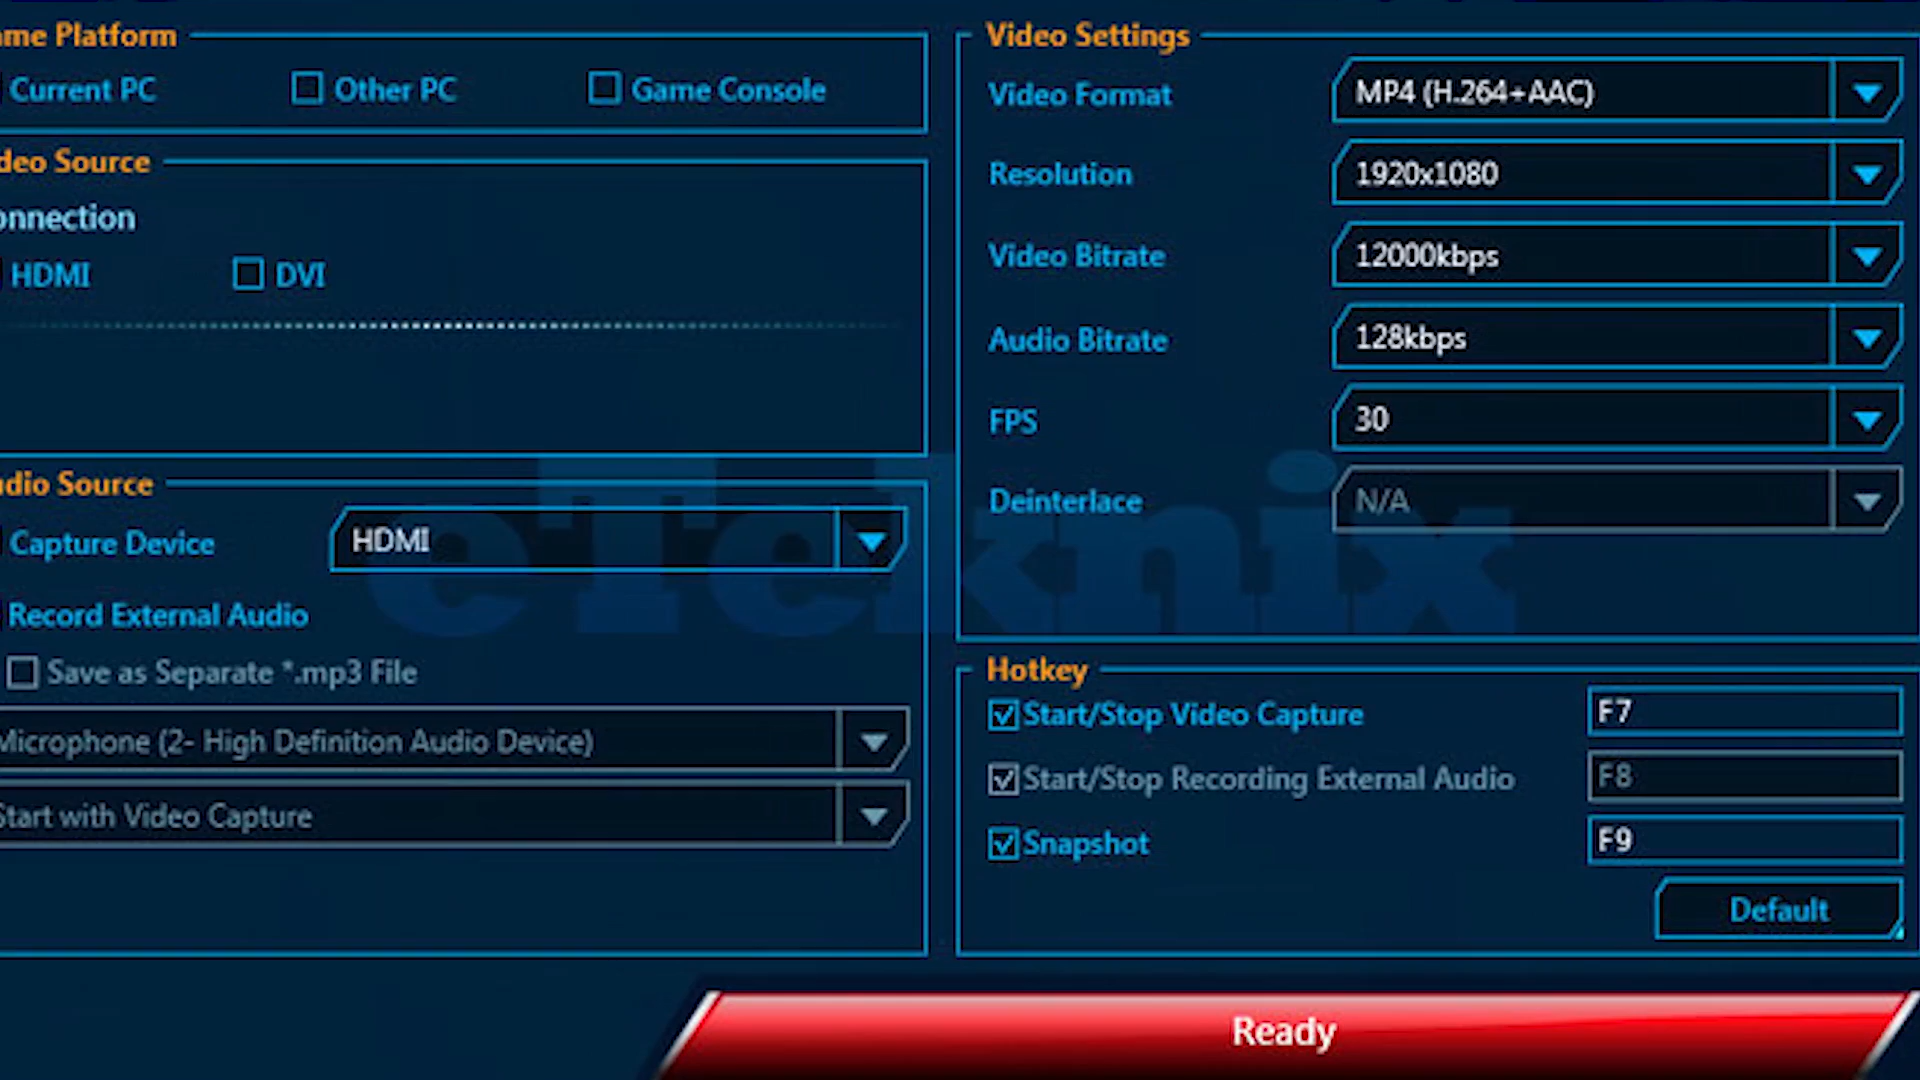 me Platform
Current PC
Other PC
Game Console
deo Source
onnection
HDMI
DVI
dio Source
Capture Device
HDMI
Record External Audio
Save as Separate *.mp3 File
Microphone (2- High Definition Audio Device)
Start with Video Capture
Video Settings
Video Format
MP4 (H.264+AAC)
Resolution
1920x1080
Video Bitrate
12000kbps
Audio Bitrate
128kbps
FPS
30
Deinterlace
N/A
eTeknix
Hotkey
Start/Stop Video Capture
F7
Start/Stop Recording External Audio
F8
Snapshot
F9
Default
Ready